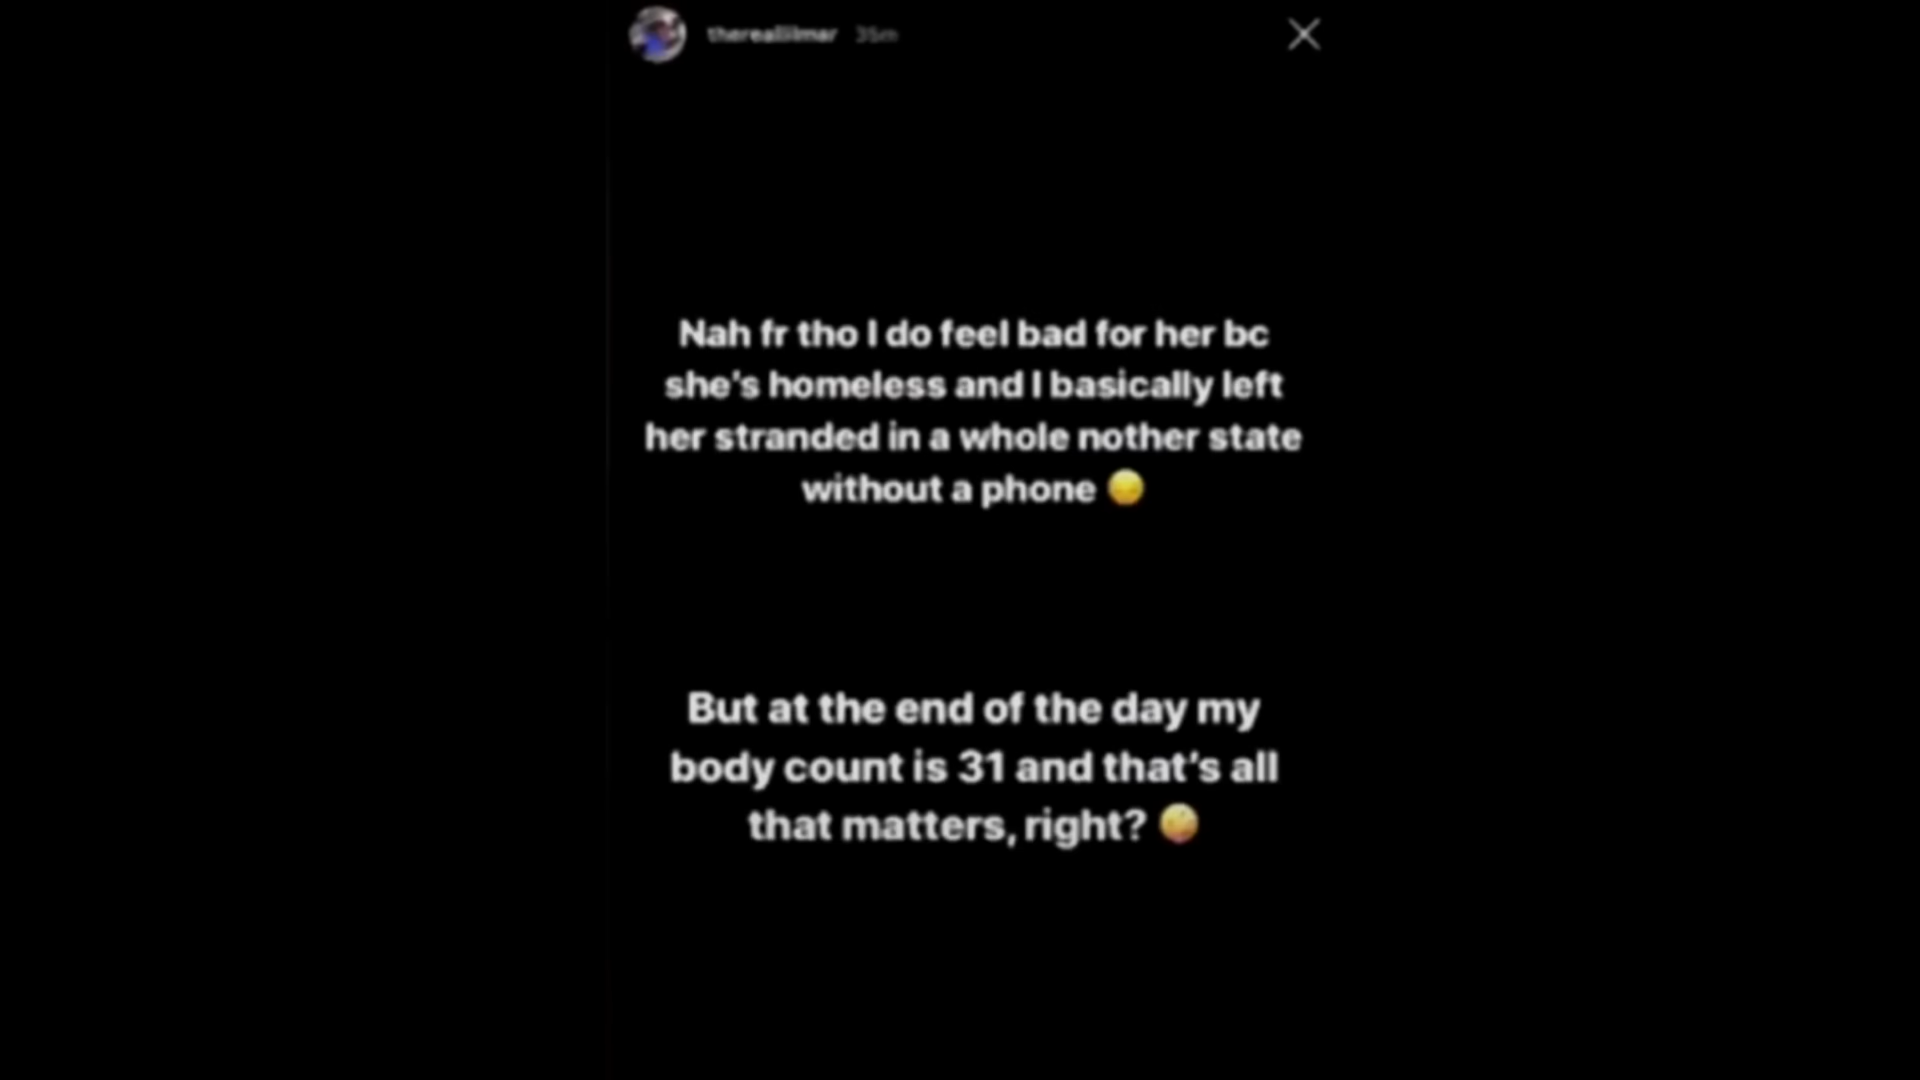 thereallilmar 35m
Nah fr tho I do feel bad for her bc
she's homeless and I basically left
her stranded in a whole nother state
without a phone 😞
But at the end of the day my
body count is 31 and that's all
that matters, right?